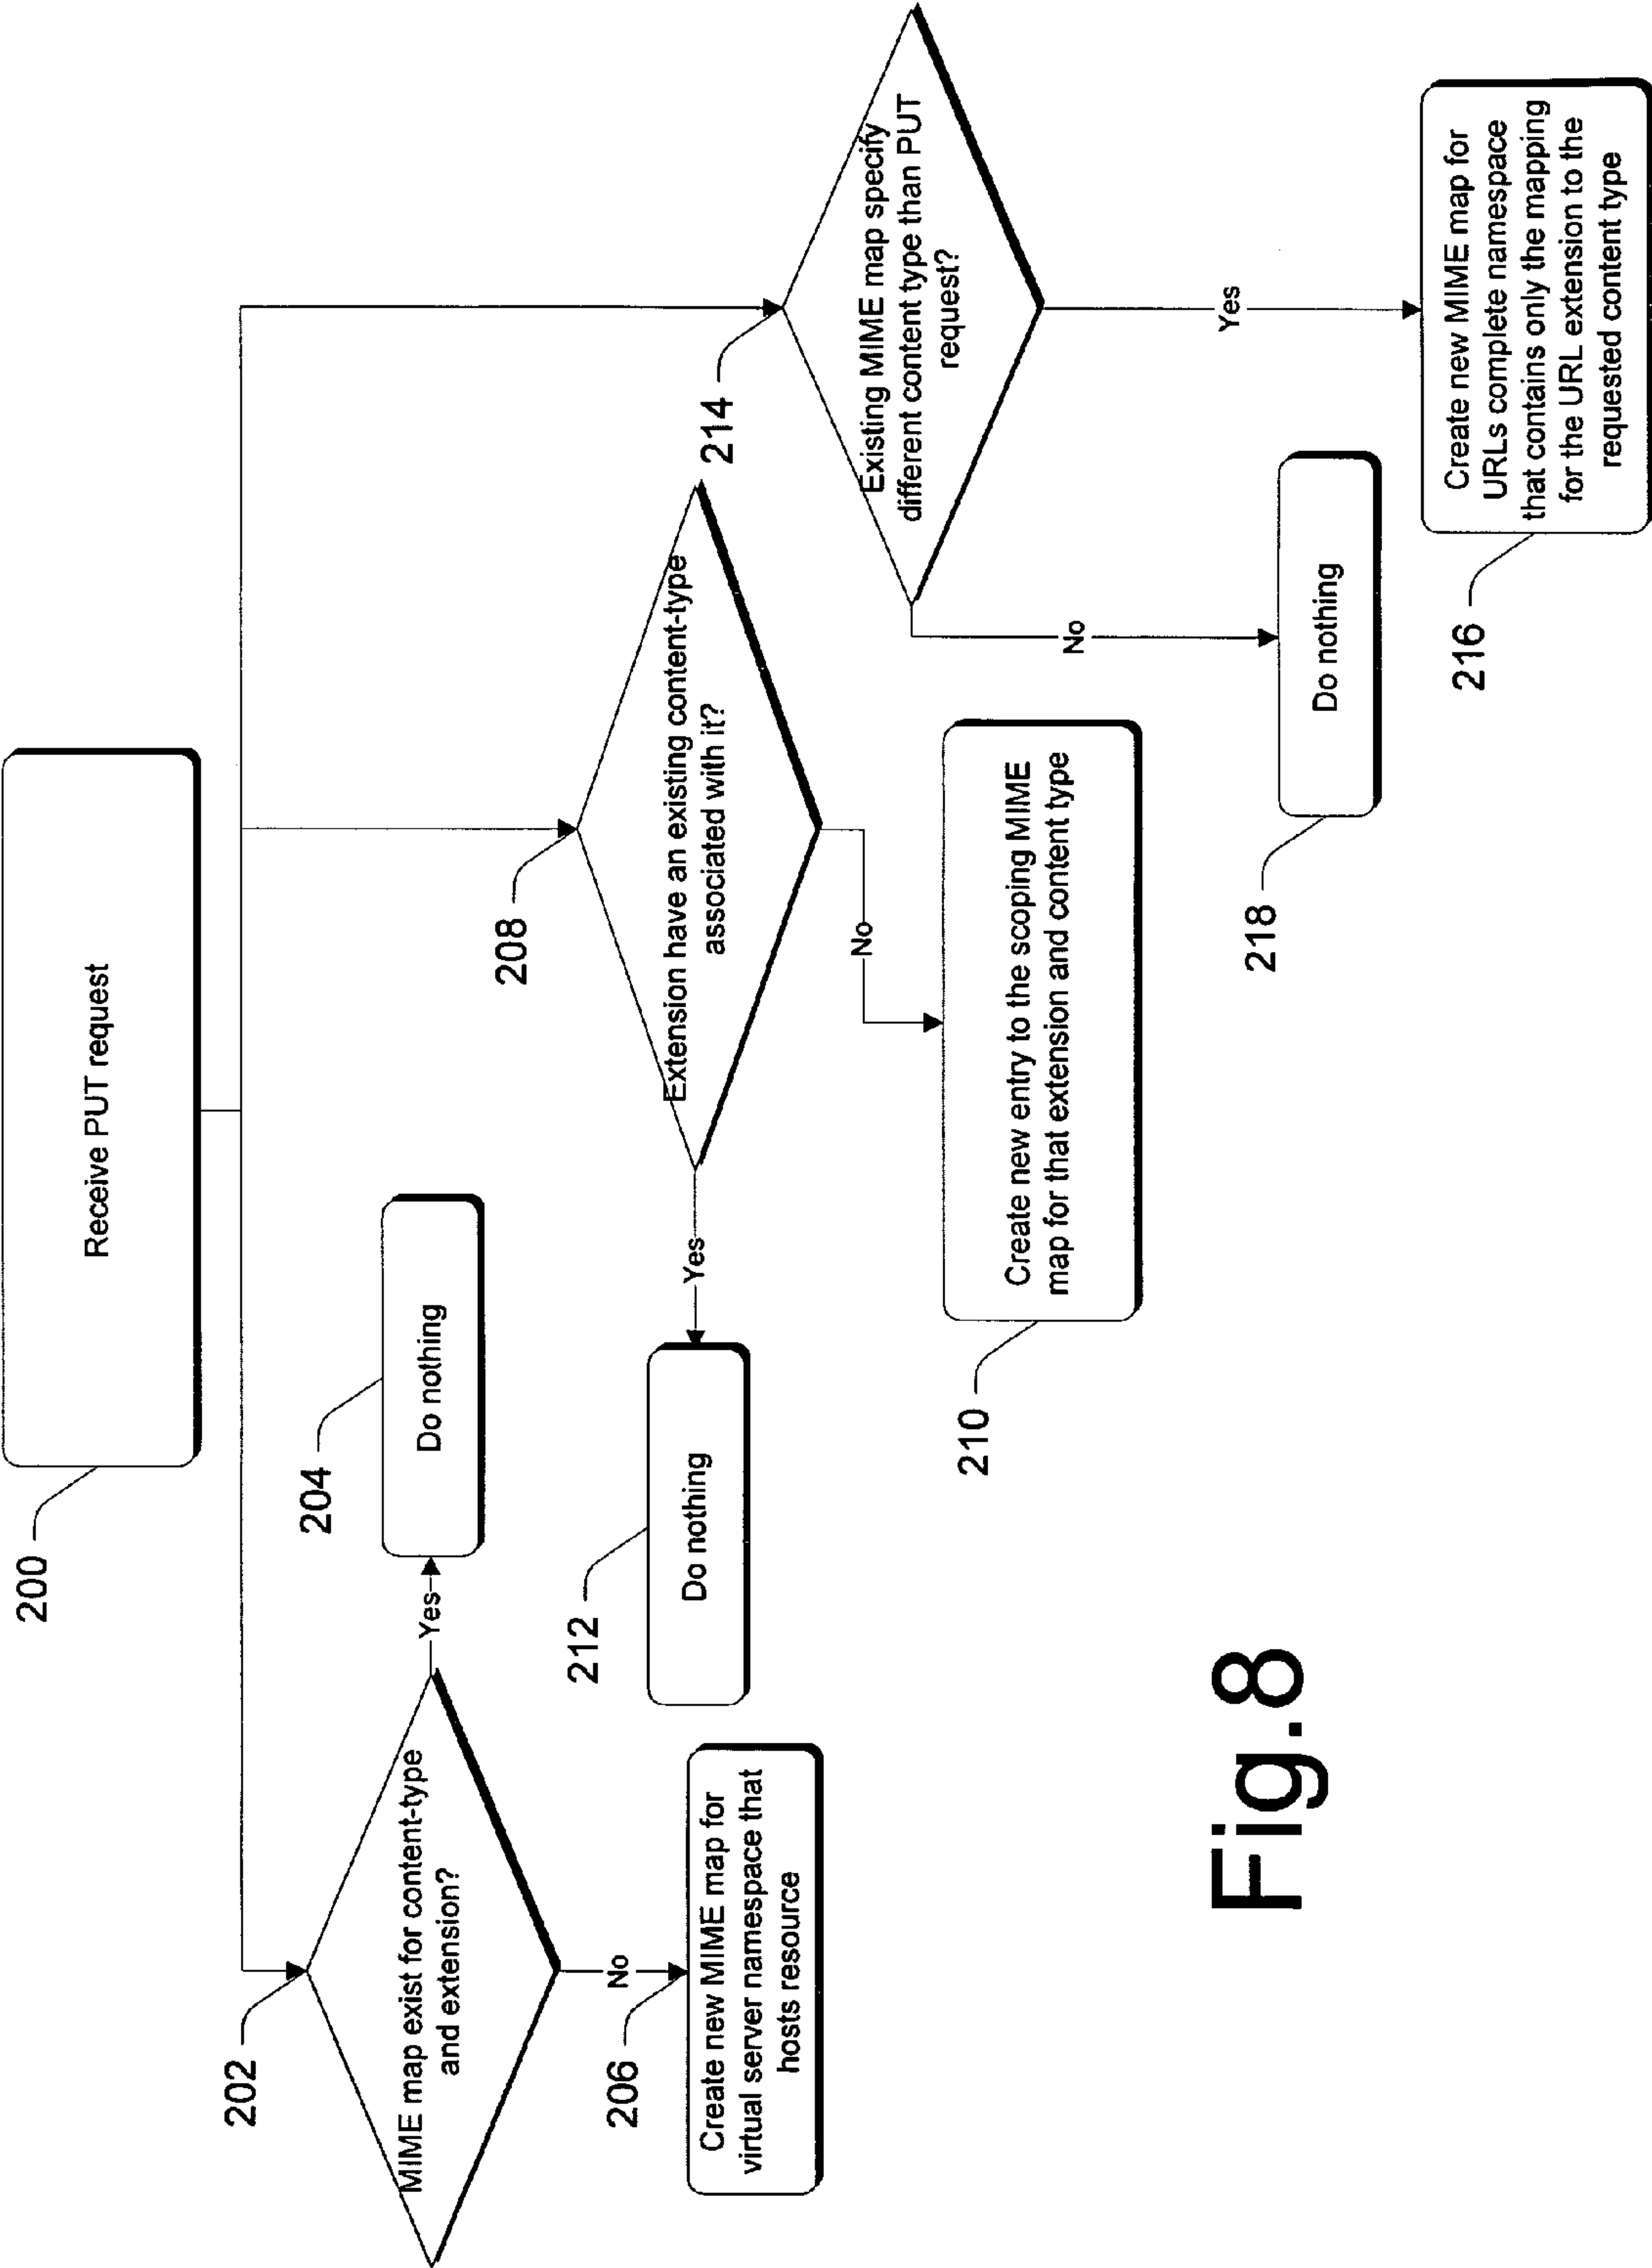 200
Receive PUT request
202
MIME map exist for content-type
and extension?
Yes
204
Do nothing
No
206
Create new MIME map for
virtual server namespace that
hosts resource
208
Extension have an existing content-type
associated with it?
Yes
212
Do nothing
No
210
Create new entry to the scoping MIME
map for that extension and content type
214
Existing MIME map specify
different content type than PUT
request?
No
218
Do nothing
Yes
216
Create new MIME map for
URLs complete namespace
that contains only the mapping
for the URL extension to the
requested content type
Fig.8